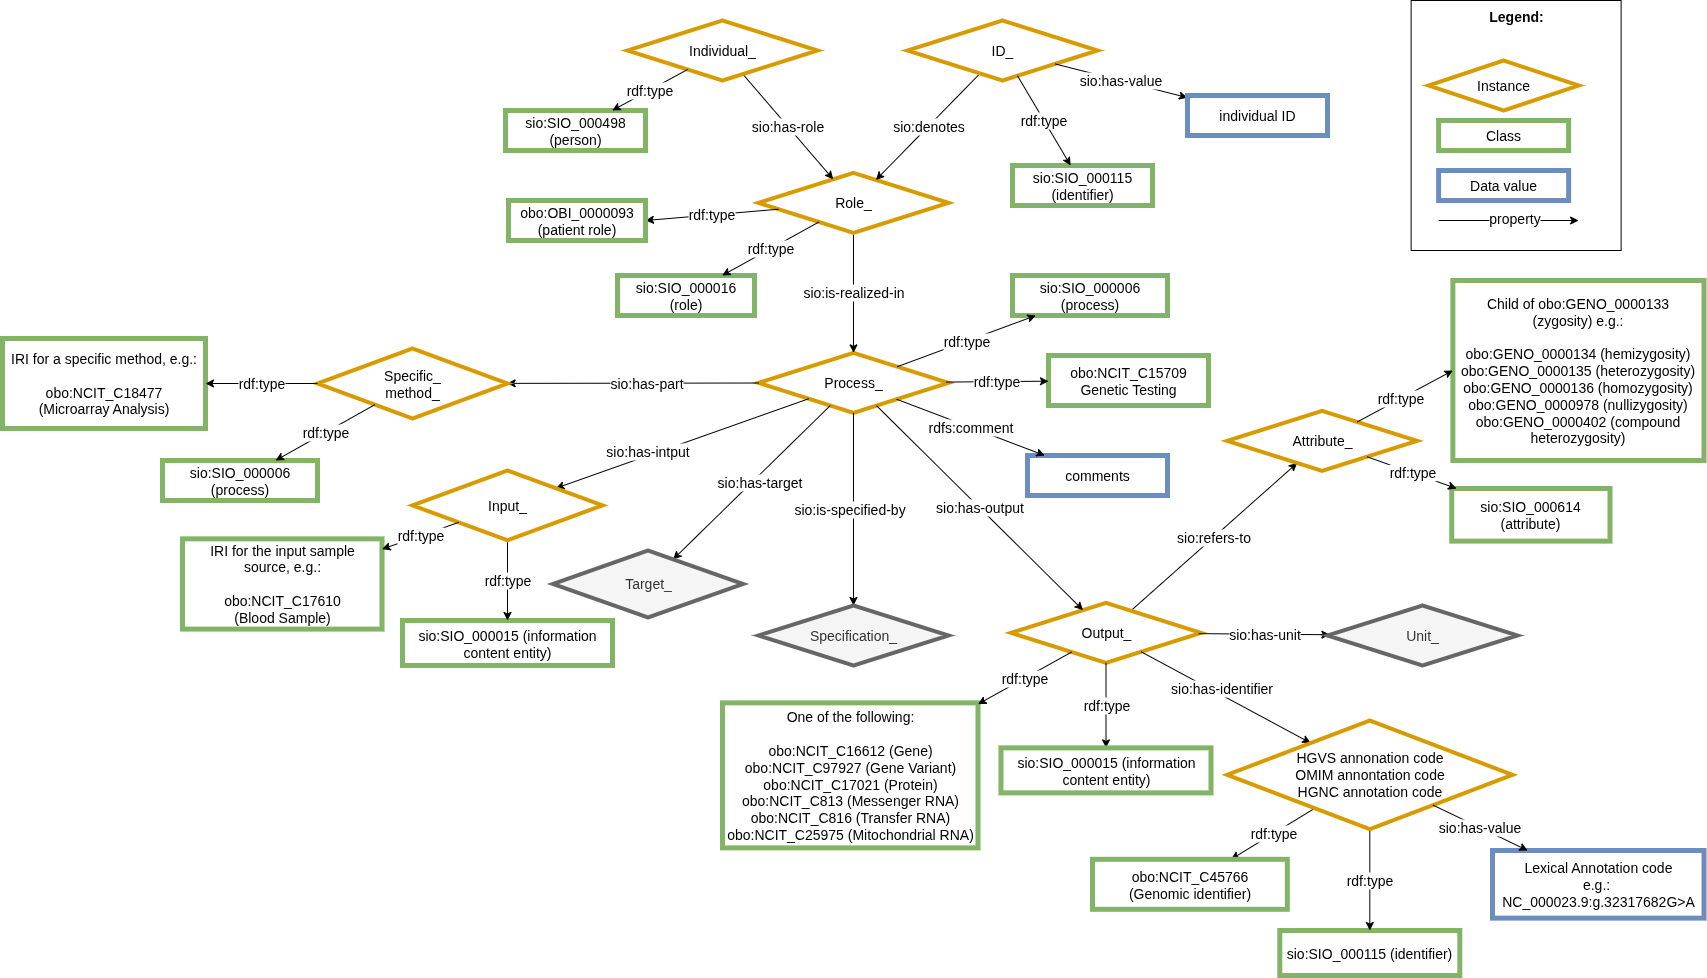 Legend:
Instance
Class
Data value
property
Individual_
ID_
rdf:type
sio:has-role
sio:denotes
rdf:type
sio:has-value
sio:SIO_000498
(person)
individual ID
sio:SIO_000115
(identifier)
Role_
obo:OBI_0000093
(patient role)
rdf:type
rdf:type
sio:SIO_000016
(role)
sio:is-realized-in
sio:SIO_000006
(process)
rdf:type
Process_
rdf:type
obo:NCIT_C15709
Genetic Testing
sio:has-part
Specific_
method_
rdf:type
IRI for a specific method, e.g.:
obo:NCIT_C18477
(Microarray Analysis)
rdf:type
sio:SIO_000006
(process)
rdfs:comment
comments
sio:has-intput
Input_
rdf:type
IRI for the input sample
source, e.g.:
obo:NCIT_C17610
(Blood Sample)
rdf:type
sio:SIO_000015 (information
content entity)
sio:has-target
Target_
sio:is-specified-by
Specification_
sio:has-output
Output_
sio:refers-to
Attribute_
rdf:type
Child of obo:GENO_0000133
(zygosity) e.g.:
obo:GENO_0000134 (hemizygosity)
obo:GENO_0000135 (heterozygosity)
obo:GENO_0000136 (homozygosity)
obo:GENO_0000978 (nullizygosity)
obo:GENO_0000402 (compound
heterozygosity)
rdf:type
sio:SIO_000614
(attribute)
sio:has-unit
Unit_
rdf:type
One of the following:
obo:NCIT_C16612 (Gene)
obo:NCIT_C97927 (Gene Variant)
obo:NCIT_C17021 (Protein)
obo:NCIT_C813 (Messenger RNA)
obo:NCIT_C816 (Transfer RNA)
obo:NCIT_C25975 (Mitochondrial RNA)
rdf:type
sio:SIO_000015 (information
content entity)
sio:has-identifier
HGVS annonation code
OMIM annontation code
HGNC annotation code
rdf:type
obo:NCIT_C45766
(Genomic identifier)
rdf:type
sio:SIO_000115 (identifier)
sio:has-value
Lexical Annotation code
e.g.:
NC_000023.9:g.32317682G>A